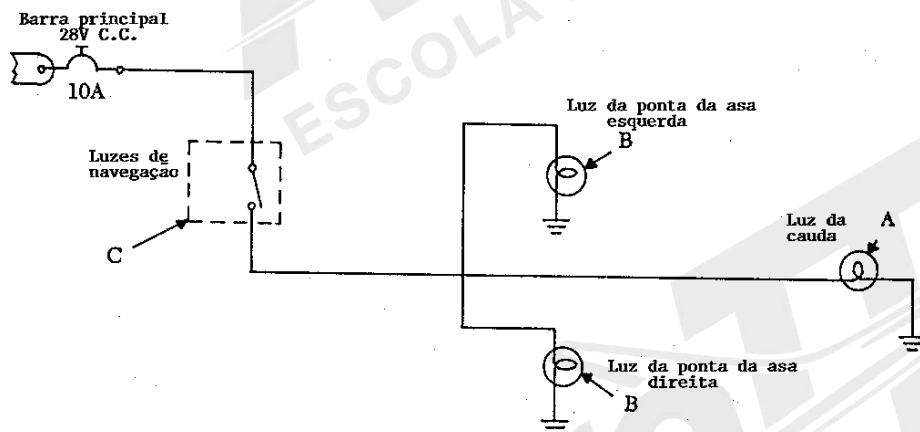 Barra principal
28V C.C.
10A
ESCOLA
Luzes de
navegaçao
C
Luz da ponta da asa
esquerda
B
Luz da
cauda
A
Luz da ponta da asa
direita
B